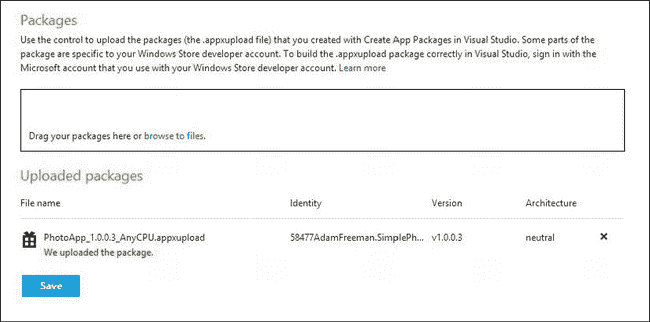 Packages
Use the control to upload the packages (the .appxupload file) that you created with Create App Packages in Visual Studio. Some parts of the
package are specific to your Windows Store developer account. To build the .appxupload package correctly in Visual Studio, sign in with the
Microsoft account that you use with your Windows Store developer account. Learn more
Drag your packages here or browse to files.
Uploaded packages
File name Identity Version Architecture
PhotoApp_1.0.0.3_AnyCPU.appxupload 58477AdamFreeman.SimplePh... v1.0.0.3 neutral
We uploaded the package.
Save